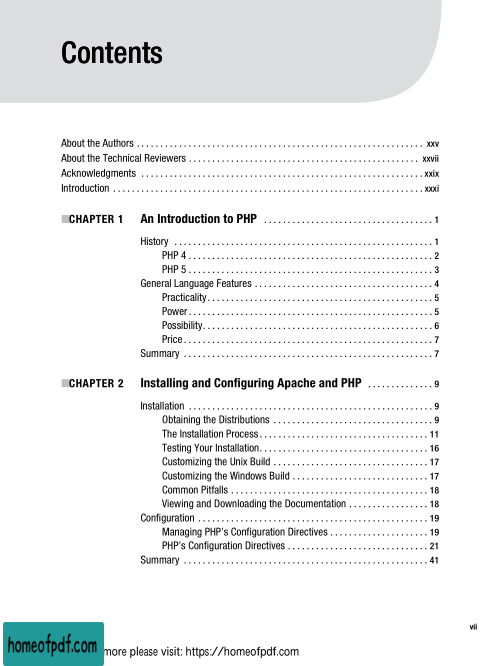 Contents
About the Authors . . . . . . . . . . . . . . . . . . . . . . . . . . . . . . . . . . . . . . . . xxv
About the Technical Reviewers . . . . . . . . . . . . . . . . . . . . . . . . . . . . . . xxvii
Acknowledgments . . . . . . . . . . . . . . . . . . . . . . . . . . . . . . . . . . . . . . . . xxix
Introduction . . . . . . . . . . . . . . . . . . . . . . . . . . . . . . . . . . . . . . . . . . . . xxxi
CHAPTER 1 An Introduction to PHP . . . . . . . . . . . . . . . . . . . . . . . . . . 1
History . . . . . . . . . . . . . . . . . . . . . . . . . . . . . . . . . . . . . . . . 1
PHP 4 . . . . . . . . . . . . . . . . . . . . . . . . . . . . . . . . . . . . . . . . 2
PHP 5 . . . . . . . . . . . . . . . . . . . . . . . . . . . . . . . . . . . . . . . . 3
General Language Features . . . . . . . . . . . . . . . . . . . . . . . . . . 4
Practicality . . . . . . . . . . . . . . . . . . . . . . . . . . . . . . . . . . . . 5
Power . . . . . . . . . . . . . . . . . . . . . . . . . . . . . . . . . . . . . . . . 5
Possibility . . . . . . . . . . . . . . . . . . . . . . . . . . . . . . . . . . . . . 6
Price . . . . . . . . . . . . . . . . . . . . . . . . . . . . . . . . . . . . . . . . . 7
Summary . . . . . . . . . . . . . . . . . . . . . . . . . . . . . . . . . . . . . . 7
CHAPTER 2 Installing and Configuring Apache and PHP . . . . . . . . . . . . . . 9
Installation . . . . . . . . . . . . . . . . . . . . . . . . . . . . . . . . . . . . . 9
Obtaining the Distributions . . . . . . . . . . . . . . . . . . . . . . . . 9
The Installation Process . . . . . . . . . . . . . . . . . . . . . . . . . . 11
Testing Your Installation . . . . . . . . . . . . . . . . . . . . . . . . . . 16
Customizing the Unix Build . . . . . . . . . . . . . . . . . . . . . . . . 17
Customizing the Windows Build . . . . . . . . . . . . . . . . . . . . 17
Common Pitfalls . . . . . . . . . . . . . . . . . . . . . . . . . . . . . . . . 18
Viewing and Downloading the Documentation . . . . . . . . . . . . 18
Configuration . . . . . . . . . . . . . . . . . . . . . . . . . . . . . . . . . . . 19
Managing PHP's Configuration Directives . . . . . . . . . . . . . . 19
PHP's Configuration Directives . . . . . . . . . . . . . . . . . . . . . 21
Summary . . . . . . . . . . . . . . . . . . . . . . . . . . . . . . . . . . . . . . 41
vii
homeofpdf.com more please visit: https://homeofpdf.com